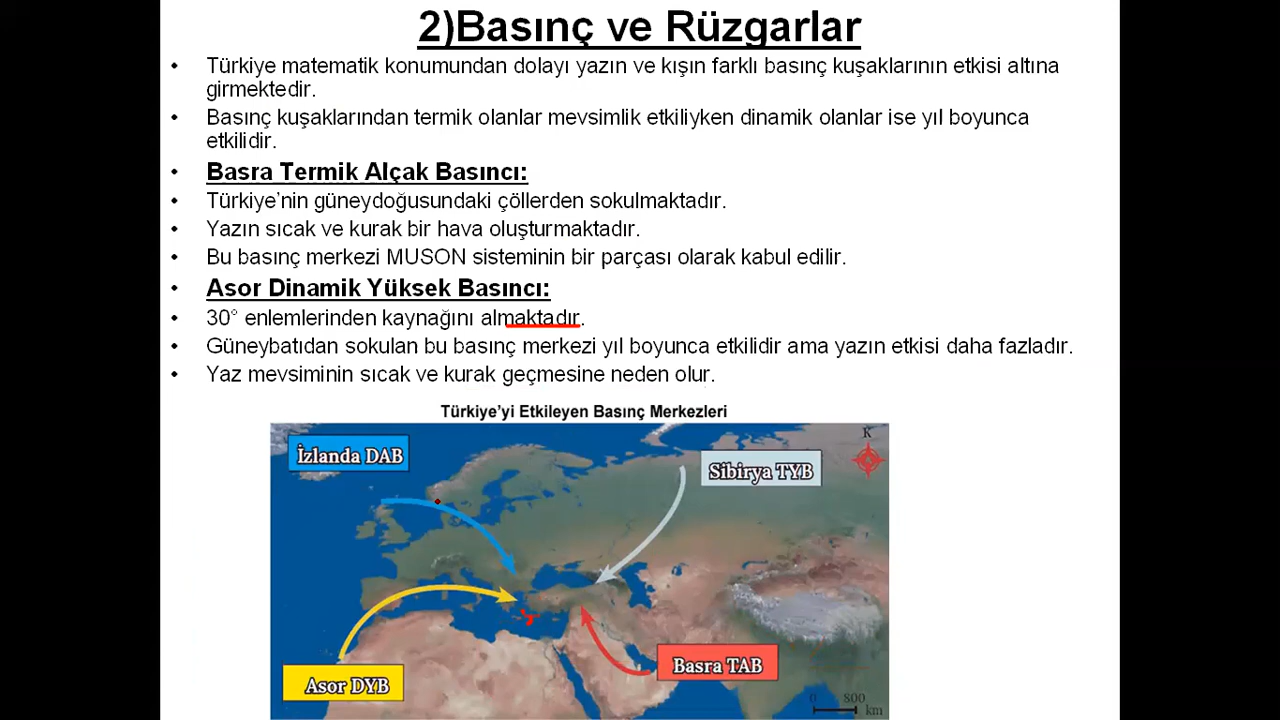 2)Basınç ve Rüzgarlar
• Türkiye matematik konumundan dolayı yazın ve kışın farklı basınç kuşaklarının etkisi altına
girmektedir.
• Basınç kuşaklarından termik olanlar mevsimlik etkiliyken dinamik olanlar ise yıl boyunca
etkilidir.
• Basra Termik Alçak Basıncı:
• Türkiye'nin güneydoğusundaki çöllerden sokulmaktadır.
• Yazın sıcak ve kurak bir hava oluşturmaktadır.
• Bu basınç merkezi MUSON sisteminin bir parçası olarak kabul edilir.
• Asor Dinamik Yüksek Basıncı:
• 30° enlemlerinden kaynağını almaktadır.
• Güneybatıdan sokulan bu basınç merkezi yıl boyunca etkilidir ama yazın etkisi daha fazladır.
• Yaz mevsiminin sıcak ve kurak geçmesine neden olur.
Türkiye'yi Etkileyen Basınç Merkezleri
K
İzlanda DAB
Sibirya TYB
Basra TAB
Asor DYB
0 800
km